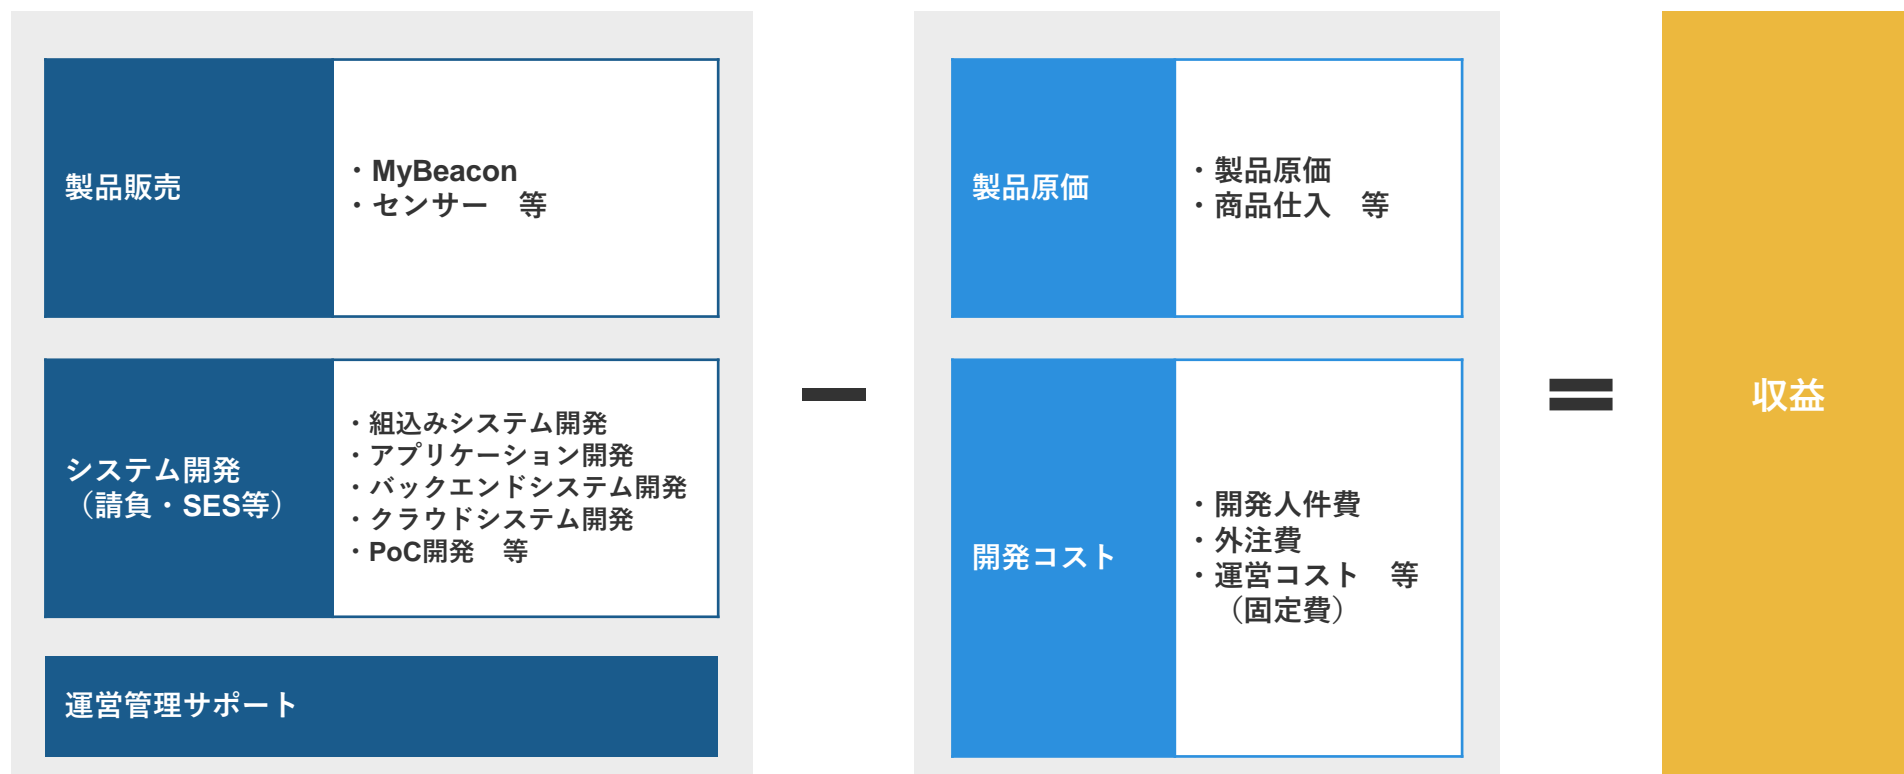 製品販売
・MyBeacon
・センサー　等
システム開発
（請負・SES等）
・組込みシステム開発
・アプリケーション開発
・バックエンドシステム開発
・クラウドシステム開発
・PoC開発　等
運営管理サポート
ー
製品原価
・製品原価
・商品仕入　等
開発コスト
・開発人件費
・外注費
・運営コスト　等
（固定費）
＝
収益